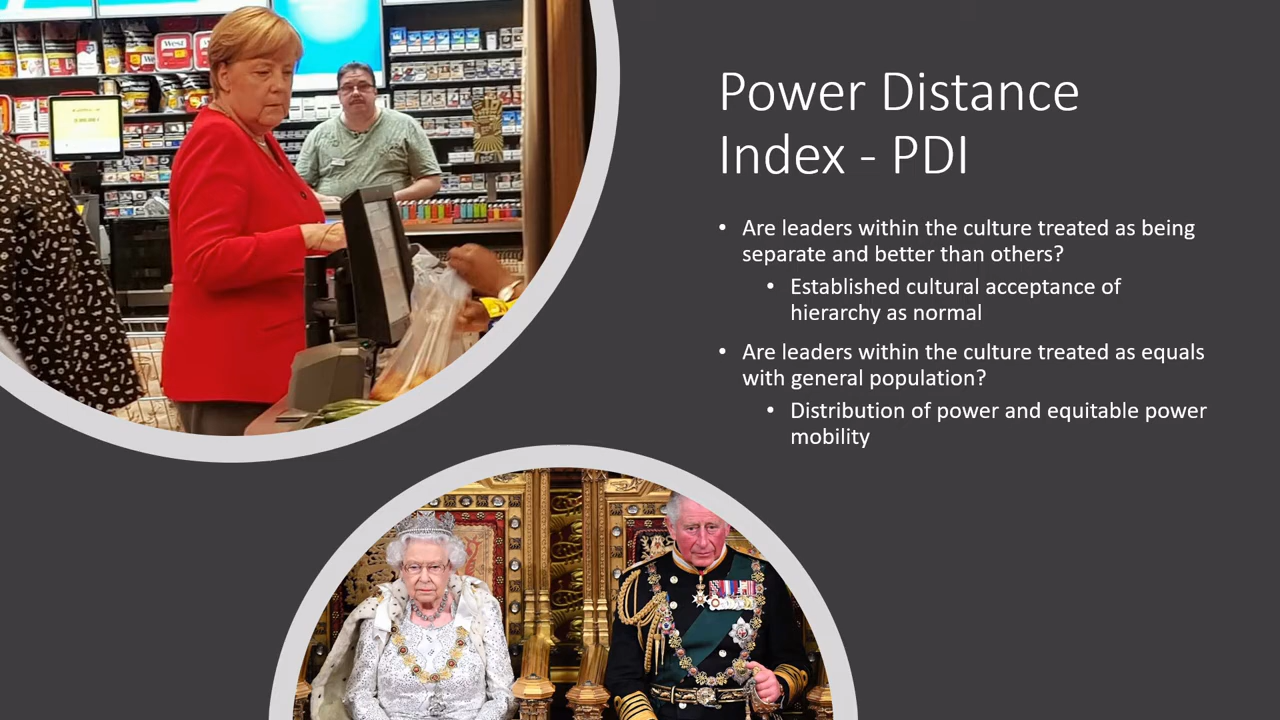 West
Power Distance
Index - PDI
• Are leaders within the culture treated as being
separate and better than others?
• Established cultural acceptance of
hierarchy as normal
• Are leaders within the culture treated as equals
with general population?
• Distribution of power and equitable power
mobility